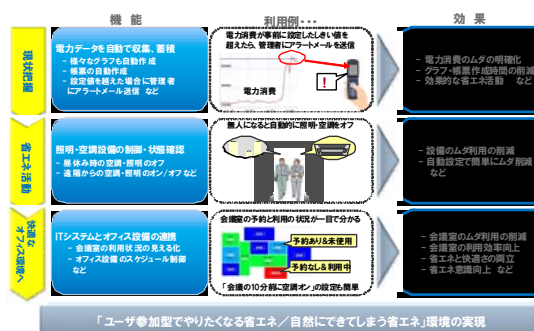 機 能
利用例・・・
効 果
現状把握
電力データを自動で収集、蓄積
- 様々なグラフも自動作成
- 帳票の自動作成
- 設定値を超えた場合に管理者
にアラートメール送信 など
電力消費が事前に設定したしきい値を
超えたら、管理者にアラートメールを送信
電力消費
!
- 電力消費のムダの明確化
- グラフ・帳票作成時間の削減
- 効果的な省エネ活動 など
省エネ活動
照明・空調設備の制御・状態確認
- 昼休み時の空調・照明のオフ
- 遠隔からの空調・照明のオン/オフなど
無人になると自動的に照明・空調をオフ
- 設備のムダ利用の削減
- 自動設定で簡単にムダ削減
など
快適な
オフィス環境へ
ITシステムとオフィス設備の連携
- 会議室の利用状況の見える化
- オフィス設備のスケジュール制御
など
会議室の予約と利用の状況が一目で分かる
予約あり&未使用
予約なし&利用中
「会議の10分前に空調オン」の設定も簡単
- 会議室のムダ利用の削減
- 会議室の利用効率向上
- 省エネと快適さの両立
- 省エネ意識向上 など
「ユーザ参加型でやりたくなる省エネ/自然にできてしまう省エネ」環境の実現